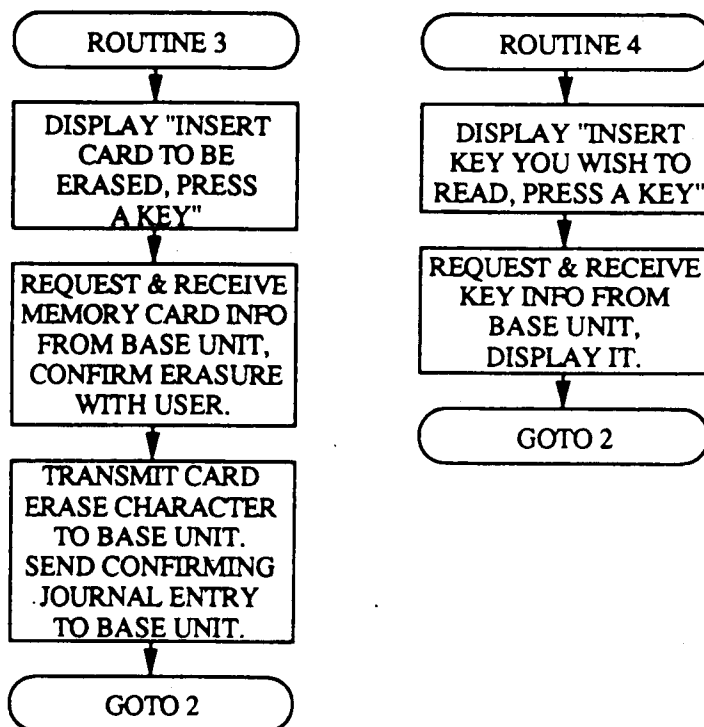 ROUTINE 3
DISPLAY "INSERT
CARD TO BE
ERASED, PRESS
A KEY"
REQUEST & RECEIVE
MEMORY CARD INFO
FROM BASE UNIT,
CONFIRM ERASURE
WITH USER.
TRANSMIT CARD
ERASE CHARACTER
TO BASE UNIT.
SEND CONFIRMING
JOURNAL ENTRY
TO BASE UNIT.
GOTO 2
ROUTINE 4
DISPLAY "INSERT
KEY YOU WISH TO
READ, PRESS A KEY"
REQUEST & RECEIVE
KEY INFO FROM
BASE UNIT,
DISPLAY IT.
GOTO 2